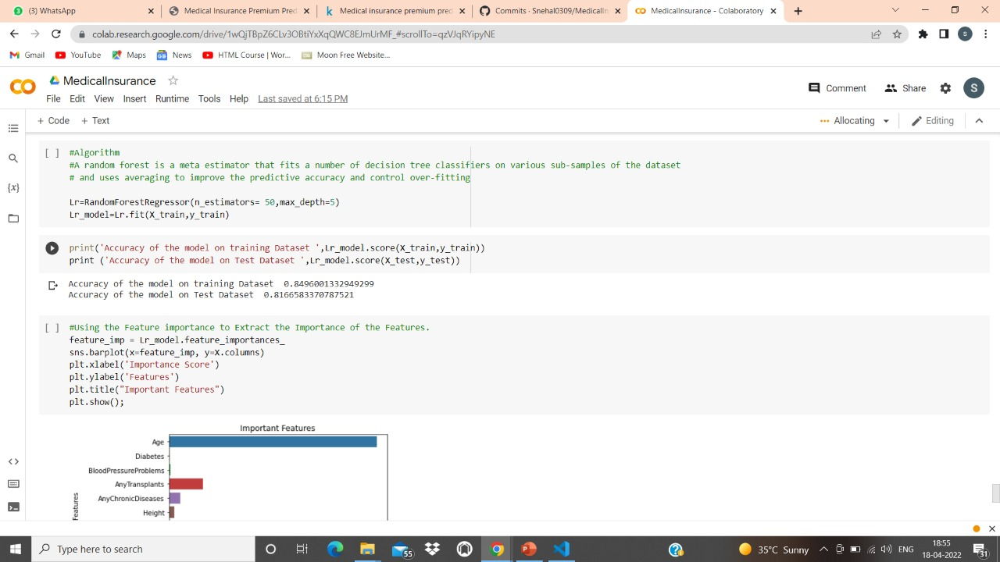 (3) WhatsApp
Medical Insurance Premium Pred
Medical insurance premium pred
Commits · Snehal0309/MedicalIn
MedicalInsurance - Colaboratory
colab.research.google.com/drive/1wQjTBpZ6CLv3OBtiYxXqQWC8EJn-UrMF_#scrollTo=qzVJqRYipyNE
S
Gmail
YouTube
Maps
News
HTML Course | Wor...
Moon Free Website...
MedicalInsurance
File Edit View Insert Runtime Tools Help Last saved at 6:15 PM
Comment
Share
S
+ Code + Text
Allocating
Editing
[ ] #Algorithm
#A random forest is a meta estimator that fits a number of decision tree classifiers on various sub-samples of the dataset
# and uses averaging to improve the predictive accuracy and control over-fitting
Lr=RandomForestRegressor(n_estimators= 50,max_depth=5)
Lr_model=Lr.fit(X_train,y_train)
{x}
print('Accuracy of the model on training Dataset ',Lr_model.score(X_train,y_train))
print ('Accuracy of the model on Test Dataset ',Lr_model.score(X_test,y_test))
Accuracy of the model on training Dataset  0.8496001332949299
Accuracy of the model on Test Dataset  0.8166583370787521
[ ] #Using the Feature importance to Extract the Importance of the Features.
feature_imp = Lr_model.feature_importances_
sns.barplot(x=feature_imp, y=X.columns)
plt.xlabel('Importance Score')
plt.ylabel('Features')
plt.title("Important Features")
plt.show();
Important Features
Age
Diabetes
BloodPressureProblems
AnyTransplants
AnyChronicDiseases
Height
Features
Type here to search
55
35°C Sunny
ENG
18:55
18-04-2022
31